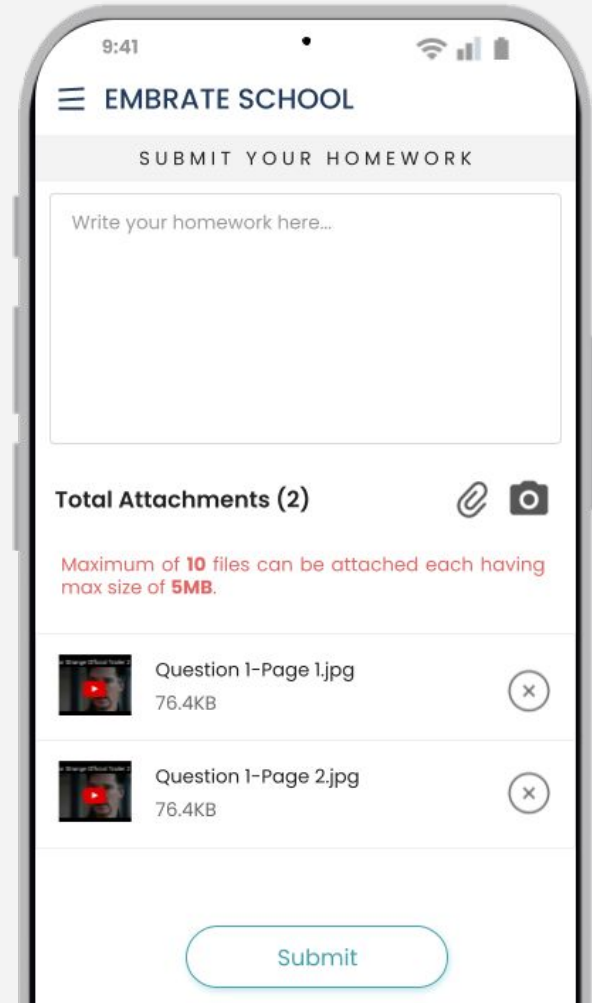 9:41
EMBRATE SCHOOL
SUBMIT YOUR HOMEWORK
Write your homework here...
Total Attachments (2)
Maximum of 10 files can be attached each having
max size of 5MB.
Question 1-Page 1.jpg
76.4KB
Question 1-Page 2.jpg
76.4KB
Submit